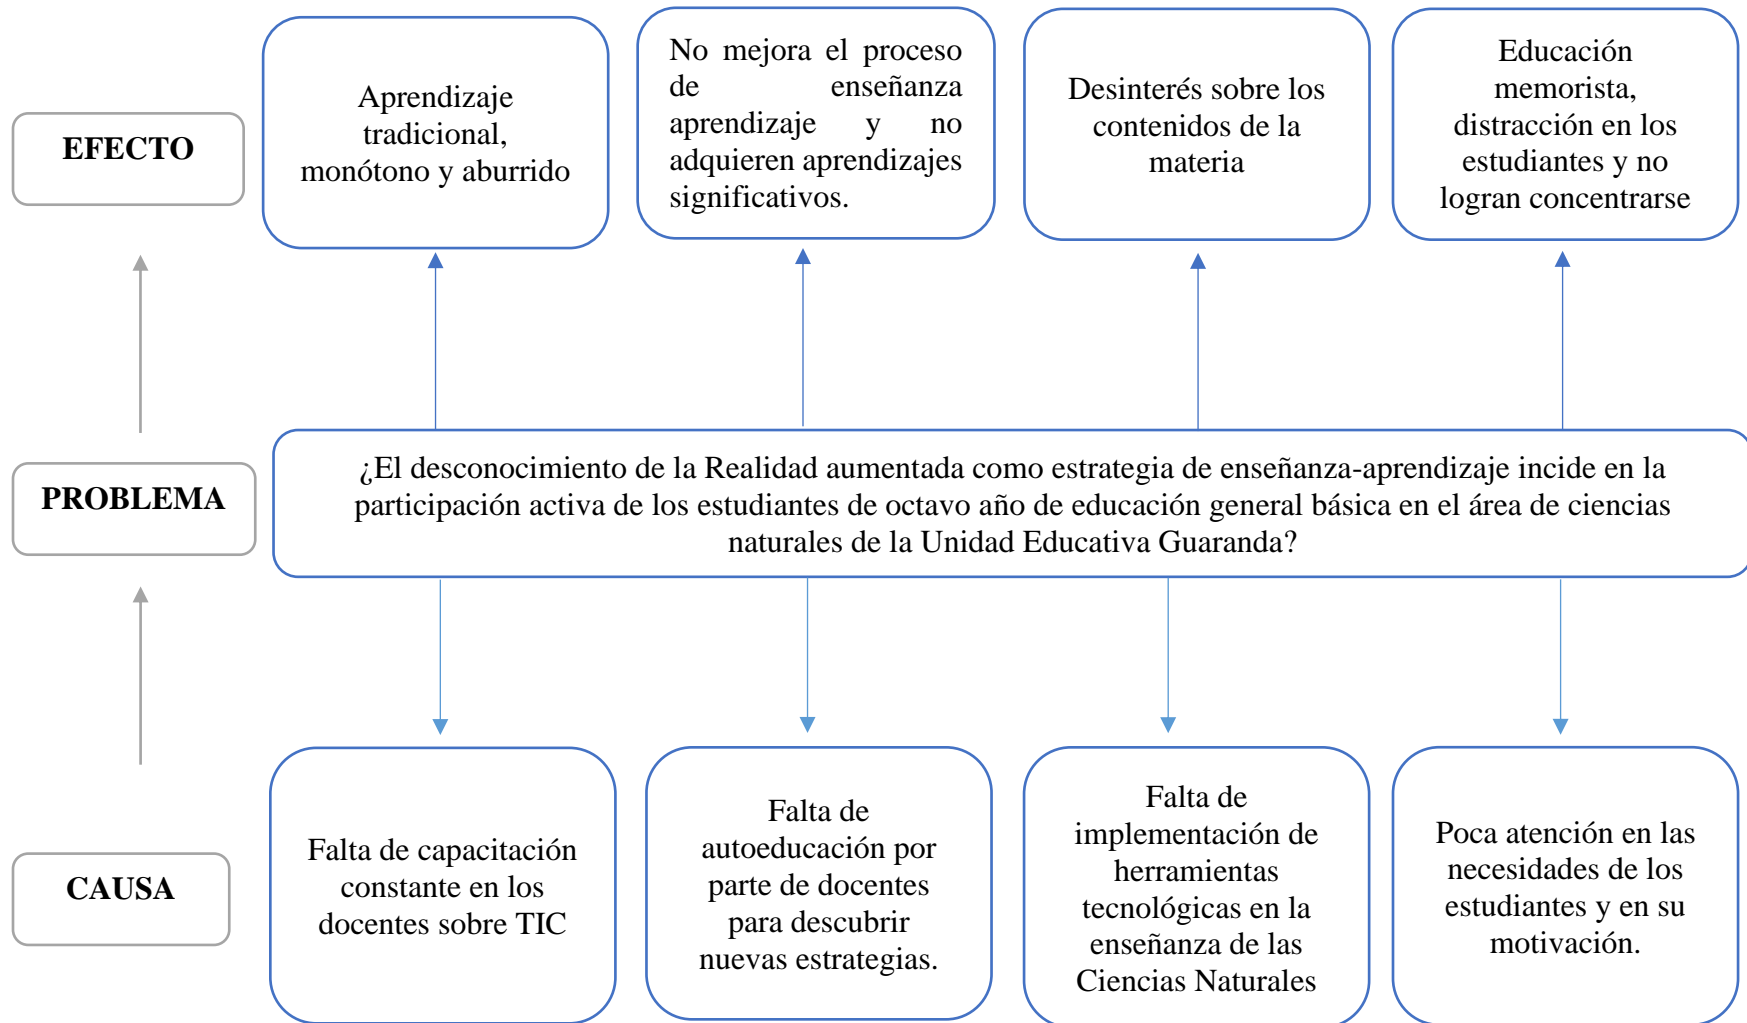 EFECTO
Aprendizaje
tradicional,
monótono y aburrido
No mejora el proceso
de enseñanza
aprendizaje y no
adquieren aprendizajes
significativos.
Desinterés sobre los
contenidos de la
materia
Educación
memorista,
distracción en los
estudiantes y no
logran concentrarse
PROBLEMA
¿El desconocimiento de la Realidad aumentada como estrategia de enseñanza-aprendizaje incide en la
participación activa de los estudiantes de octavo año de educación general básica en el área de ciencias
naturales de la Unidad Educativa Guaranda?
CAUSA
Falta de capacitación
constante en los
docentes sobre TIC
Falta de
autoeducación por
parte de docentes
para descubrir
nuevas estrategias.
Falta de
implementación de
herramientas
tecnológicas en la
enseñanza de las
Ciencias Naturales
Poca atención en las
necesidades de los
estudiantes y en su
motivación.